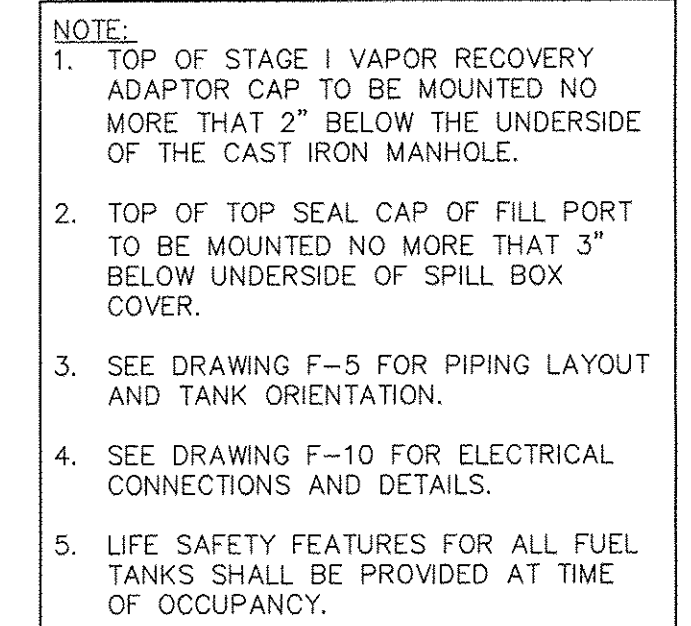 NOTE:
1. TOP OF STAGE I VAPOR RECOVERY
ADAPTOR CAP TO BE MOUNTED NO
MORE THAT 2" BELOW THE UNDERSIDE
OF THE CAST IRON MANHOLE.
2. TOP OF TOP SEAL CAP OF FILL PORT
TO BE MOUNTED NO MORE THAT 3"
BELOW UNDERSIDE OF SPILL BOX
COVER.
3. SEE DRAWING F-5 FOR PIPING LAYOUT
AND TANK ORIENTATION.
4. SEE DRAWING F-10 FOR ELECTRICAL
CONNECTIONS AND DETAILS.
5. LIFE SAFETY FEATURES FOR ALL FUEL
TANKS SHALL BE PROVIDED AT TIME
OF OCCUPANCY.